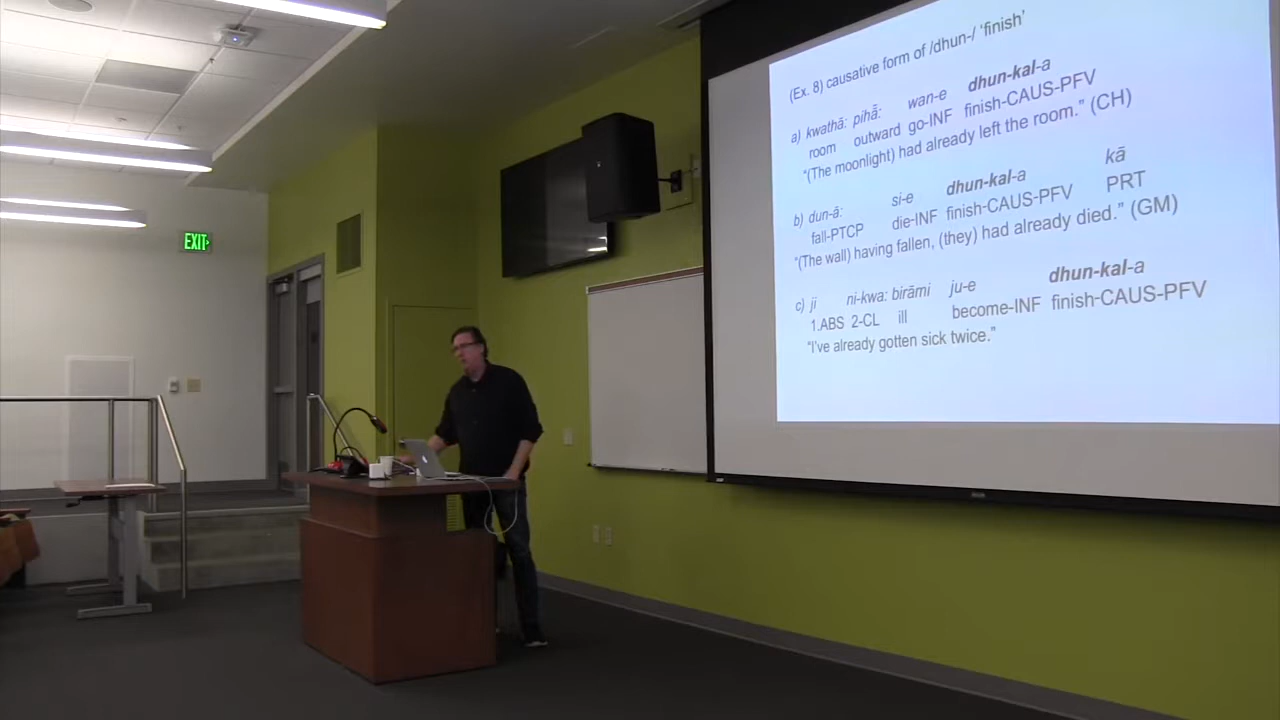 EXIT
(Ex. 8) causative form of /dhun-/ 'finish'
a) kwathā: pihā̃: wan-e dhun-kal-a
room outward go-INF finish-CAUS-PFV
"(The moonlight) had already left the room." (CH)
b) dun-ā: si-e dhun-kal-a kā
fall-PTCP die-INF finish-CAUS-PFV PRT
"(The wall) having fallen, (they) had already died." (GM)
c) ji ni-kwa: birāmi ju-e dhun-kal-a
1.ABS 2-CL ill become-INF finish-CAUS-PFV
"I've already gotten sick twice."